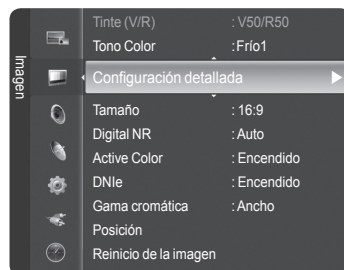 Imagen
Tinte (V/R) : V50/R50
Tono Color : Frío1
Configuración detallada
Tamaño : 16:9
Digital NR : Auto
Active Color : Encendido
DNIe : Encendido
Gama cromática : Ancho
Posición
Reinicio de la imagen